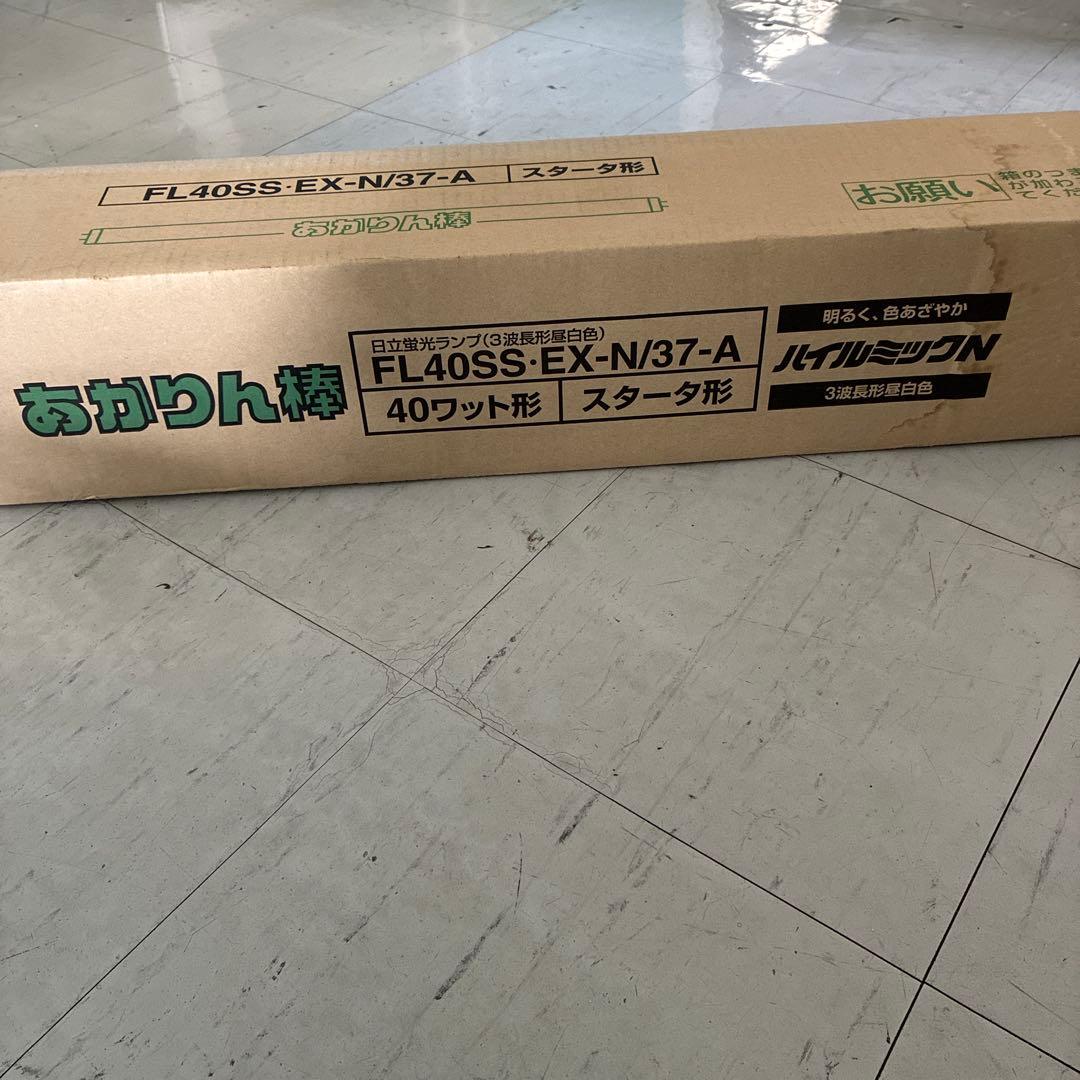 FL40SS·EX-N/37-A スタータ形
あかりん棒
お願い
箱のつ
が加わ
てくだ
あかりん棒
日立蛍光ランプ(3波長形昼白色)
FL40SS·EX-N/37-A
40ワット形 スタータ形
明るく、色あざやか
ハイルミックN
3波長形昼白色